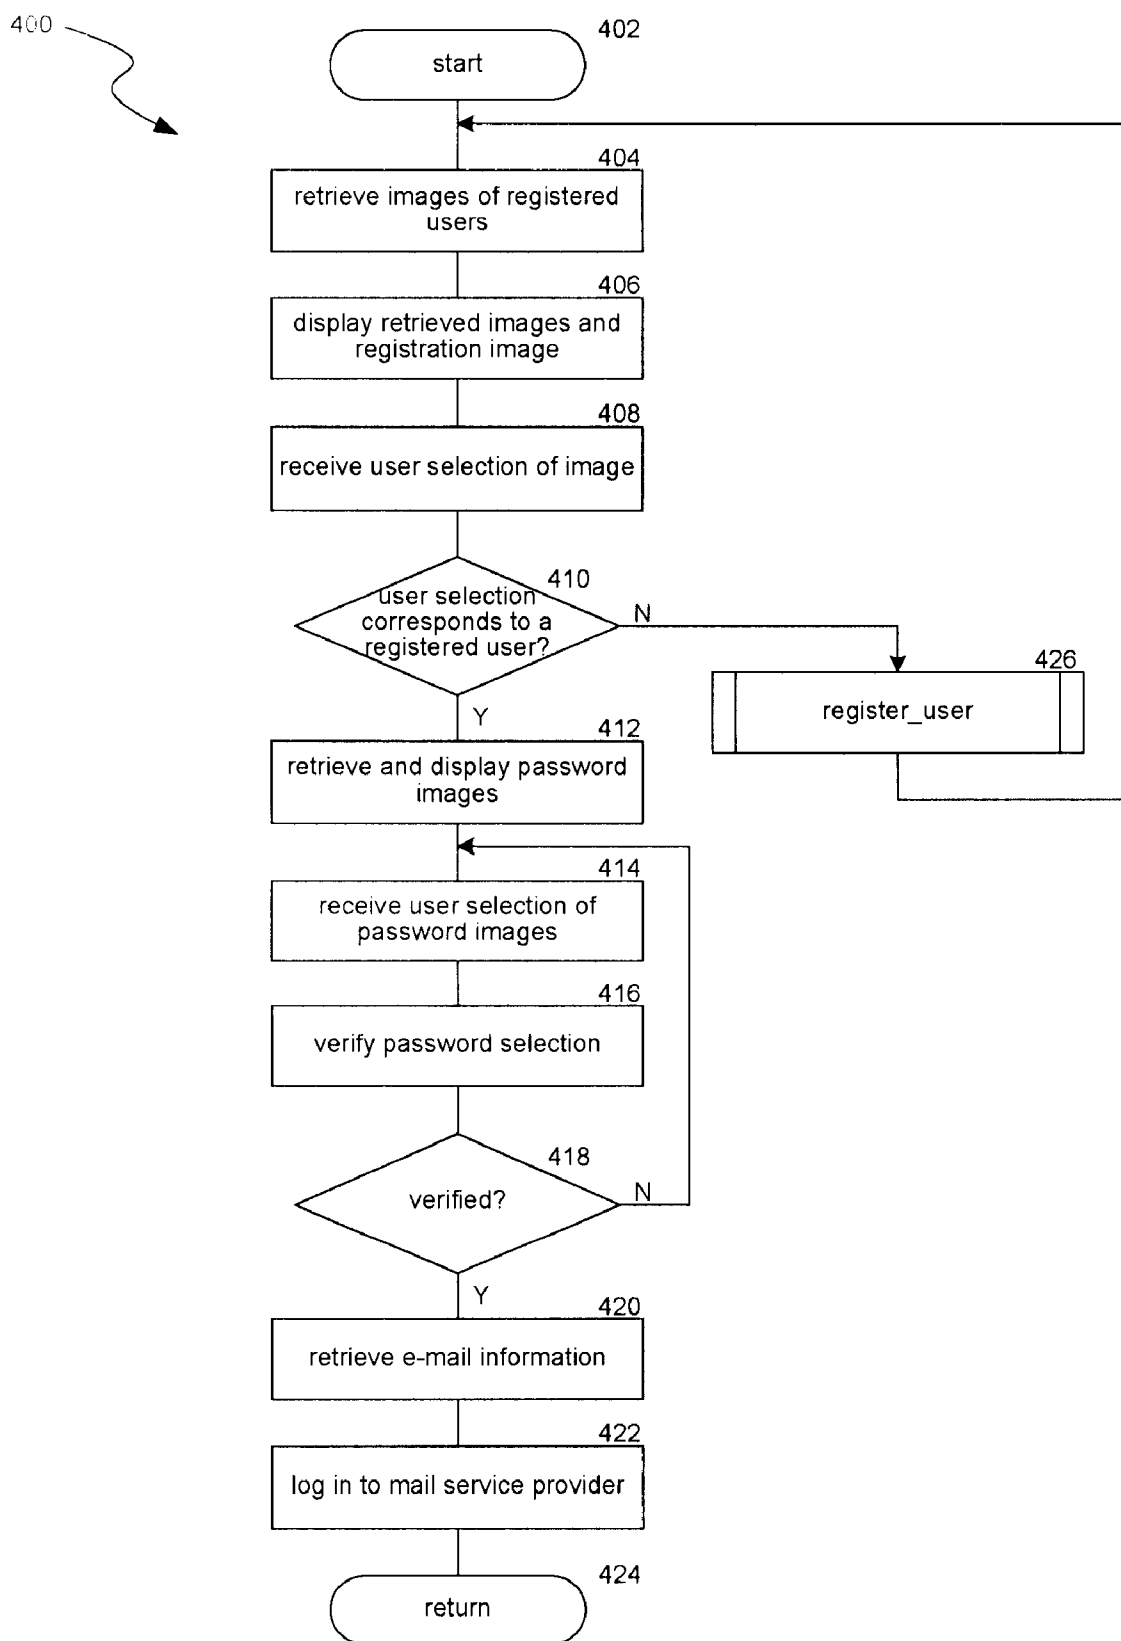 400
402
start
404
retrieve images of registered
users
406
display retrieved images and
registration image
408
receive user selection of image
410
user selection
corresponds to a
registered user?
N
426
register_user
Y
412
retrieve and display password
images
414
receive user selection of
password images
416
verify password selection
418
verified?
N
Y
420
retrieve e-mail information
422
log in to mail service provider
424
return